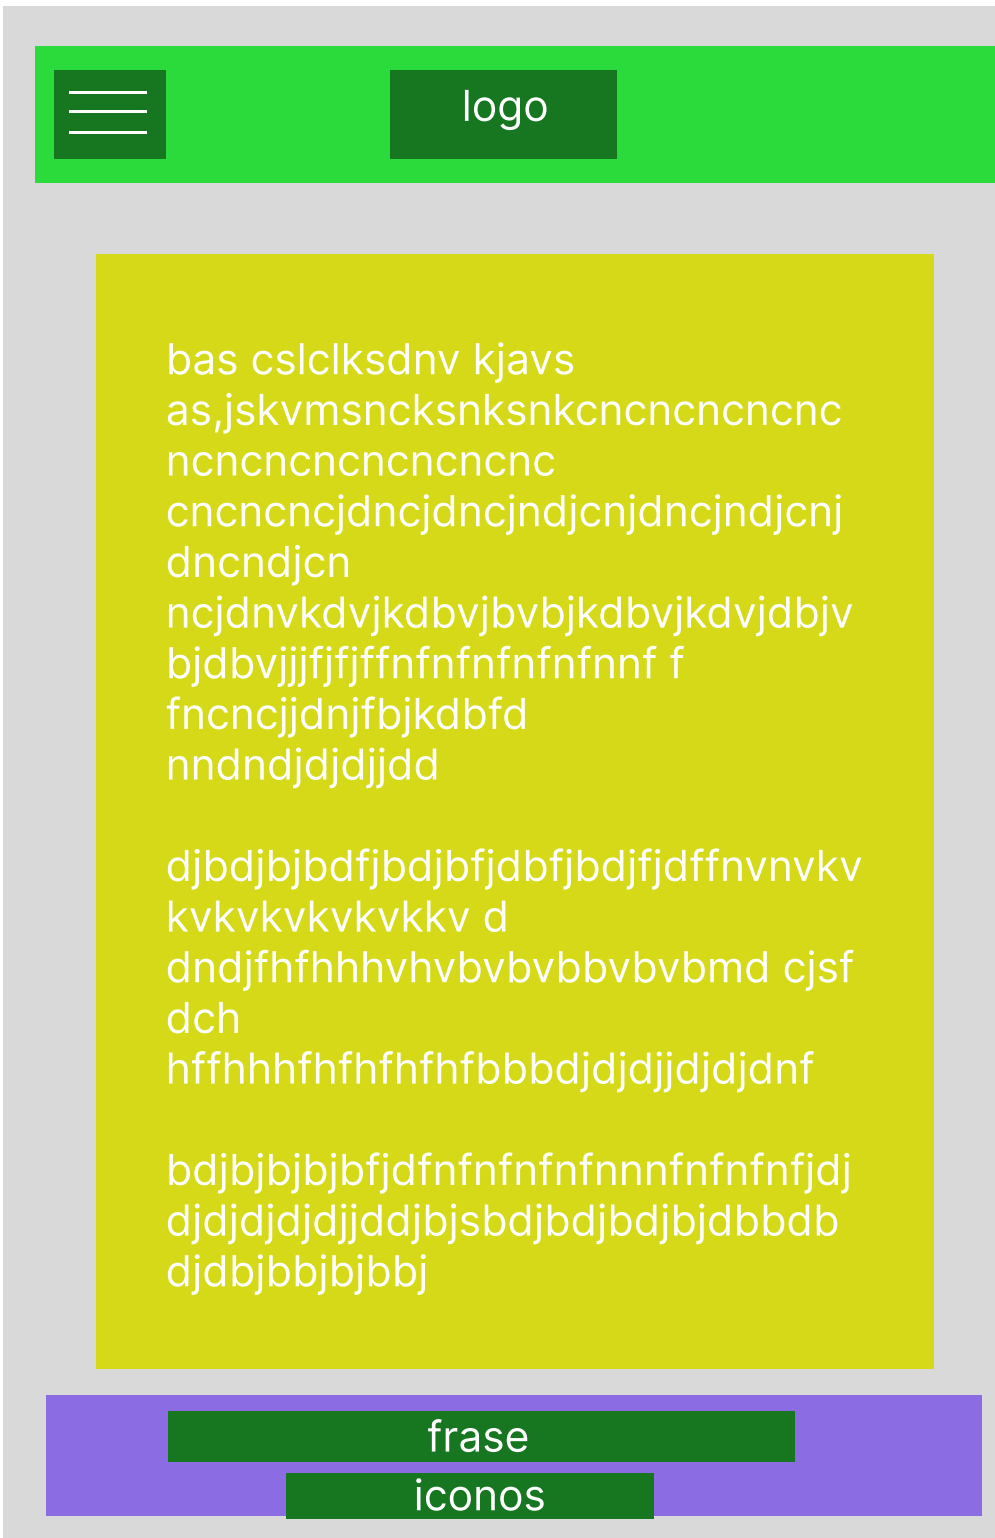 logo
bas cslclksdnv kjavs
as,jskvmsncksnksnkcncncncncnc
ncncncncncncncnc
cncncncjdncjdncjndjcnjdncjndjcnj
dncndjcn
ncjdnvkdvjkdbvjbvbjkdbvjkdvjdbjv
bjdbvjjjfjfjffnfnfnfnfnfnnf f
fncncjjdnjfbjkdbfd
nndndjdjdjjdd
djbdjbjbdfjbdjbfjdbfjbdjfjdffnvnvkv
kvkvkvkvkvkkv d
dndjfhfhhhvhvbvbvbbvbvbmd cjsf
dch
hffhhhfhfhfhfhfbbbdjdjdjjdjdjdnf
bdjbjbjbjbfjdfnfnfnfnfnnnfnfnfnfjdj
djdjdjdjdjjddjbjsbdjbdjbdjbjdbbdb
djdbjbbjbjbbj
frase
iconos